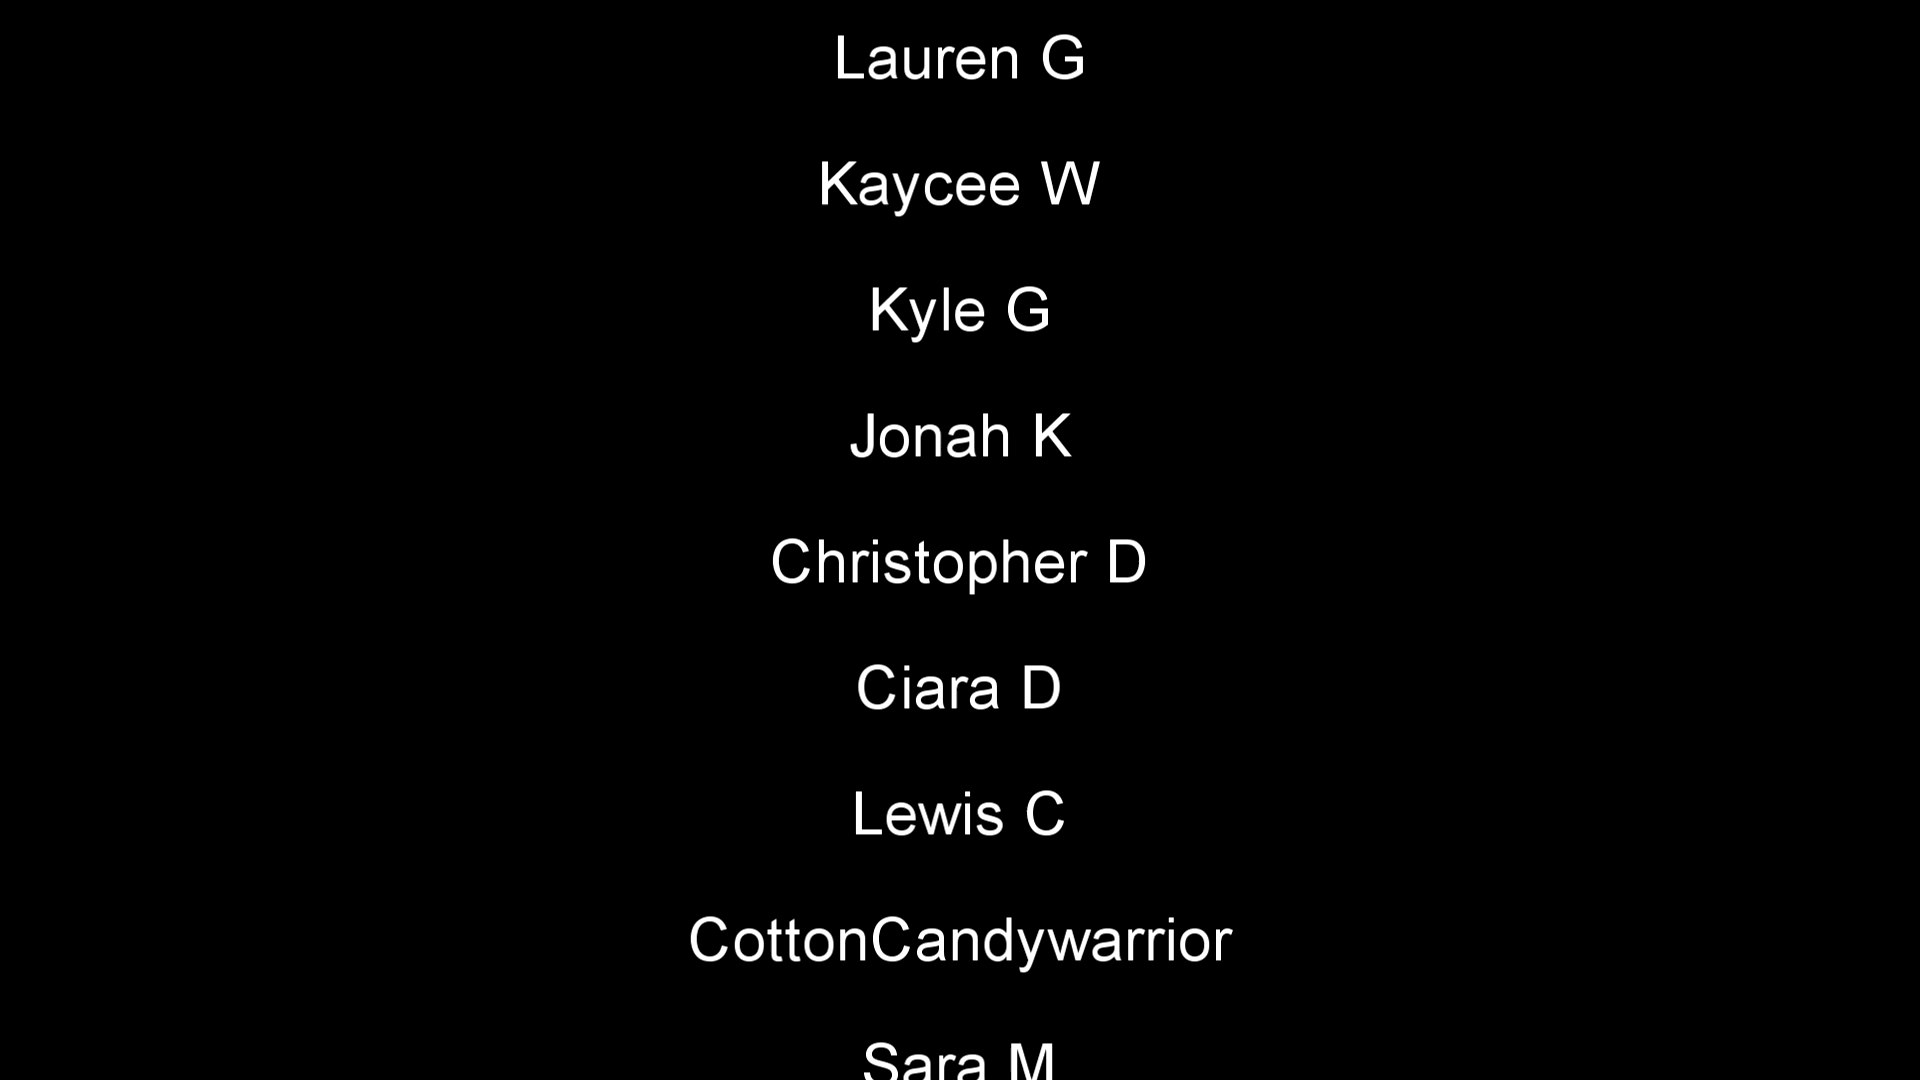 Lauren G
Kaycee W
Kyle G
Jonah K
Christopher D
Ciara D
Lewis C
CottonCandywarrior
Sara M